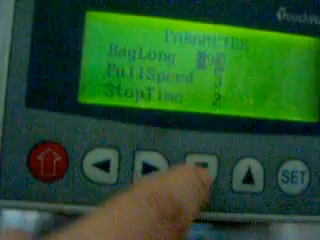 PARAMETER
BagLong
PullSpeed
StopTime 2
SET